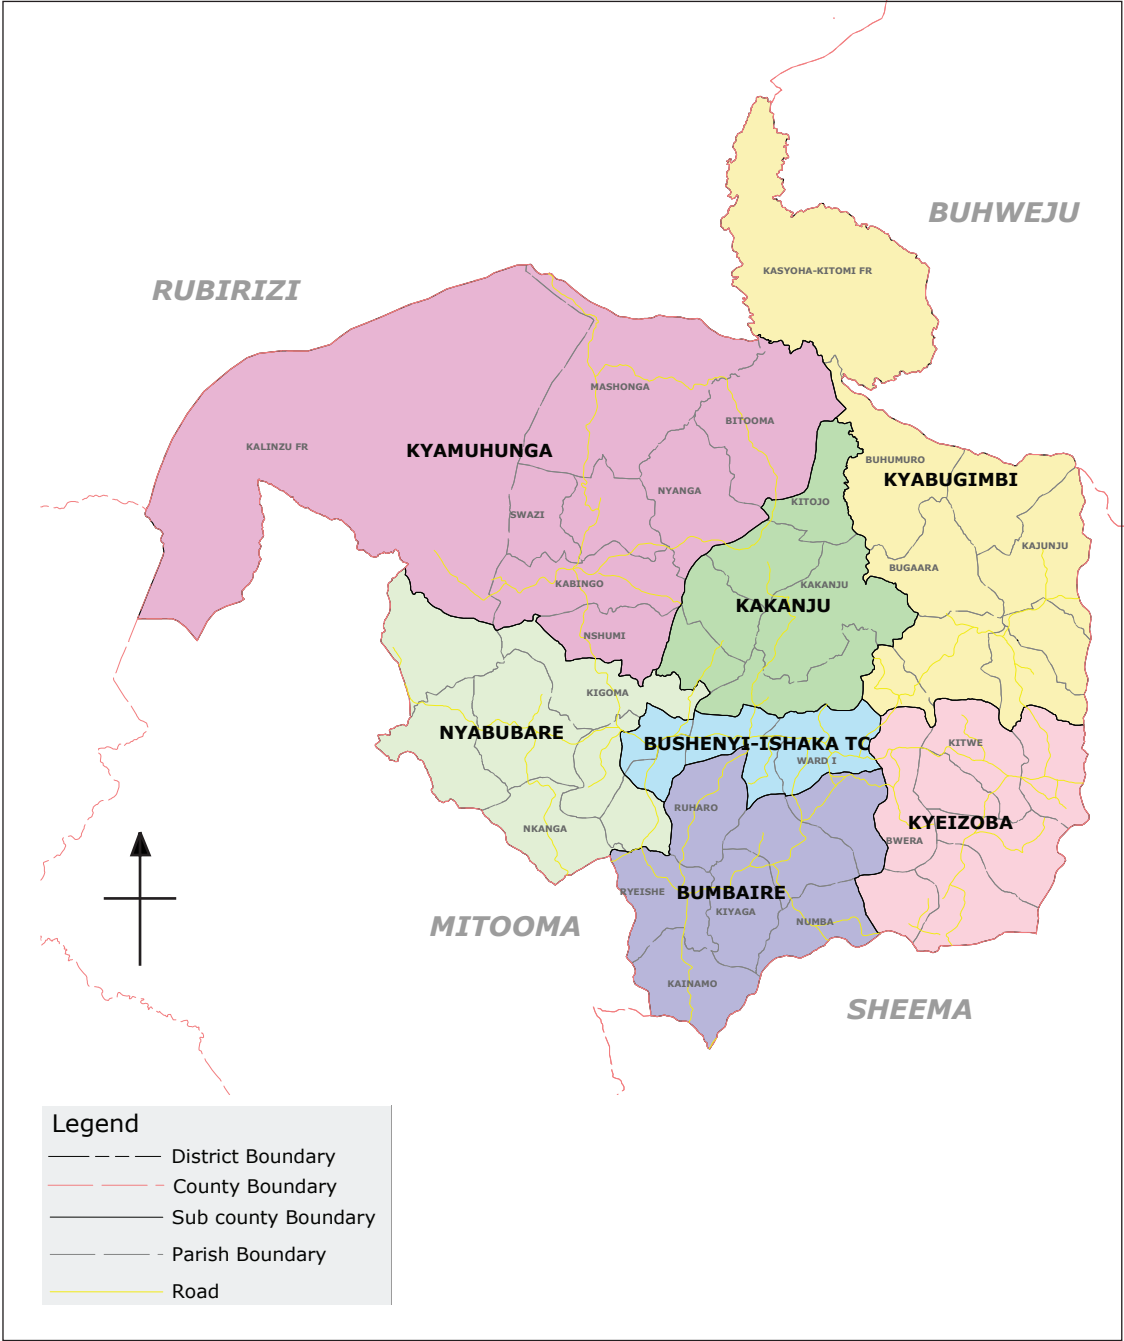 BUHWEJU
KASYOHA-KITOMI FR
RUBIRIZI
MASHONGA
BITOOMA
KALINZU FR
KYAMUHUNGA
BUHUMURO
KYABUGIMBI
NYANGA
KITOJO
SWAZI
KAJUNJU
BUGAARA
KABINGO
KAKANJU
KAKANJU
NSHUMI
KIGOMA
NYABUBARE
BUSHENYI-ISHAKA TC
KITWE
WARD I
RUHARO
KYEIZOBA
NKANGA
BWERA
RYEISHE
BUMBAIRE
KIYAGA
NUMBA
MITOOMA
KAINAMO
SHEEMA
Legend
District Boundary
County Boundary
Sub county Boundary
Parish Boundary
Road